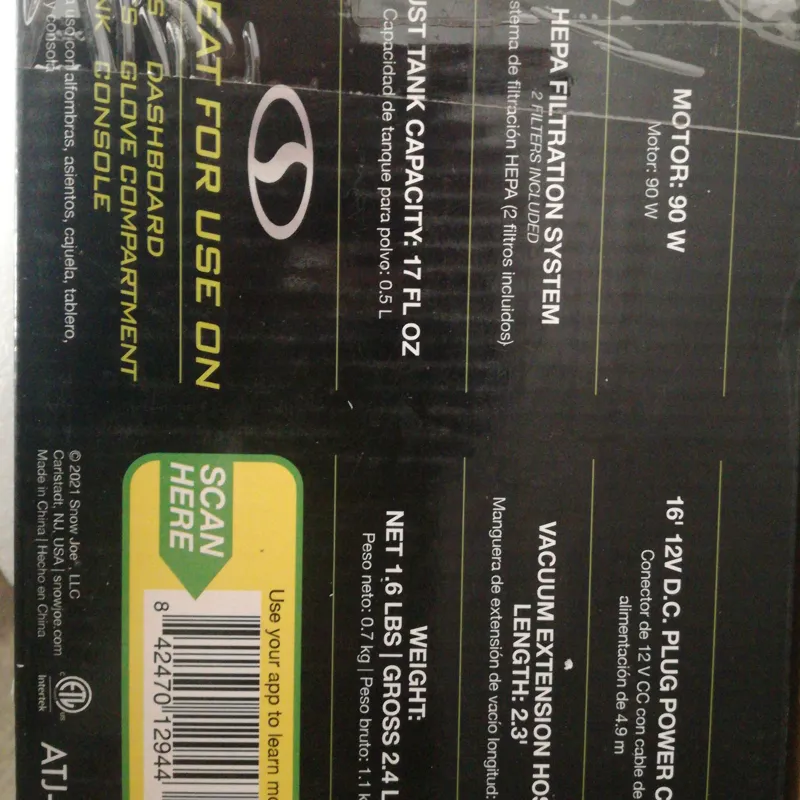 MOTOR: 90 W
Motor: 90 W
HEPA FILTRATION SYSTEM
2 FILTERS INCLUDED
stema de filtración HEPA (2 filtros incluidos)
UST TANK CAPACITY: 17 FL OZ
Capacidad de tanque para polvo: 0.5 L
EAT FOR USE ON
S DASHBOARD
S GLOVE COMPARTMENT
NK CONSOLE
a uso con alfombras, asientos, cajuela, tablero,
y consola
16' 12V D.C. PLUG POWER C
Conector de 12 V CC con cable de
alimentación de 4.9 m
VACUUM EXTENSION HOS
LENGTH: 2.3'
Manguera de extensión de vacío longitud:
WEIGHT:
NET 1.6 LBS | GROSS 2.4 L
Peso neto: 0.7 kg | Peso bruto: 1.1 k
SCAN
HERE
Use your app to learn mo
8 42470 12944
© 2021 Snow Joe®, LLC
Carlstadt, NJ, USA | snowjoe.com
Made in China | Hecho en China
ETL
us
Intertek
ATJ-